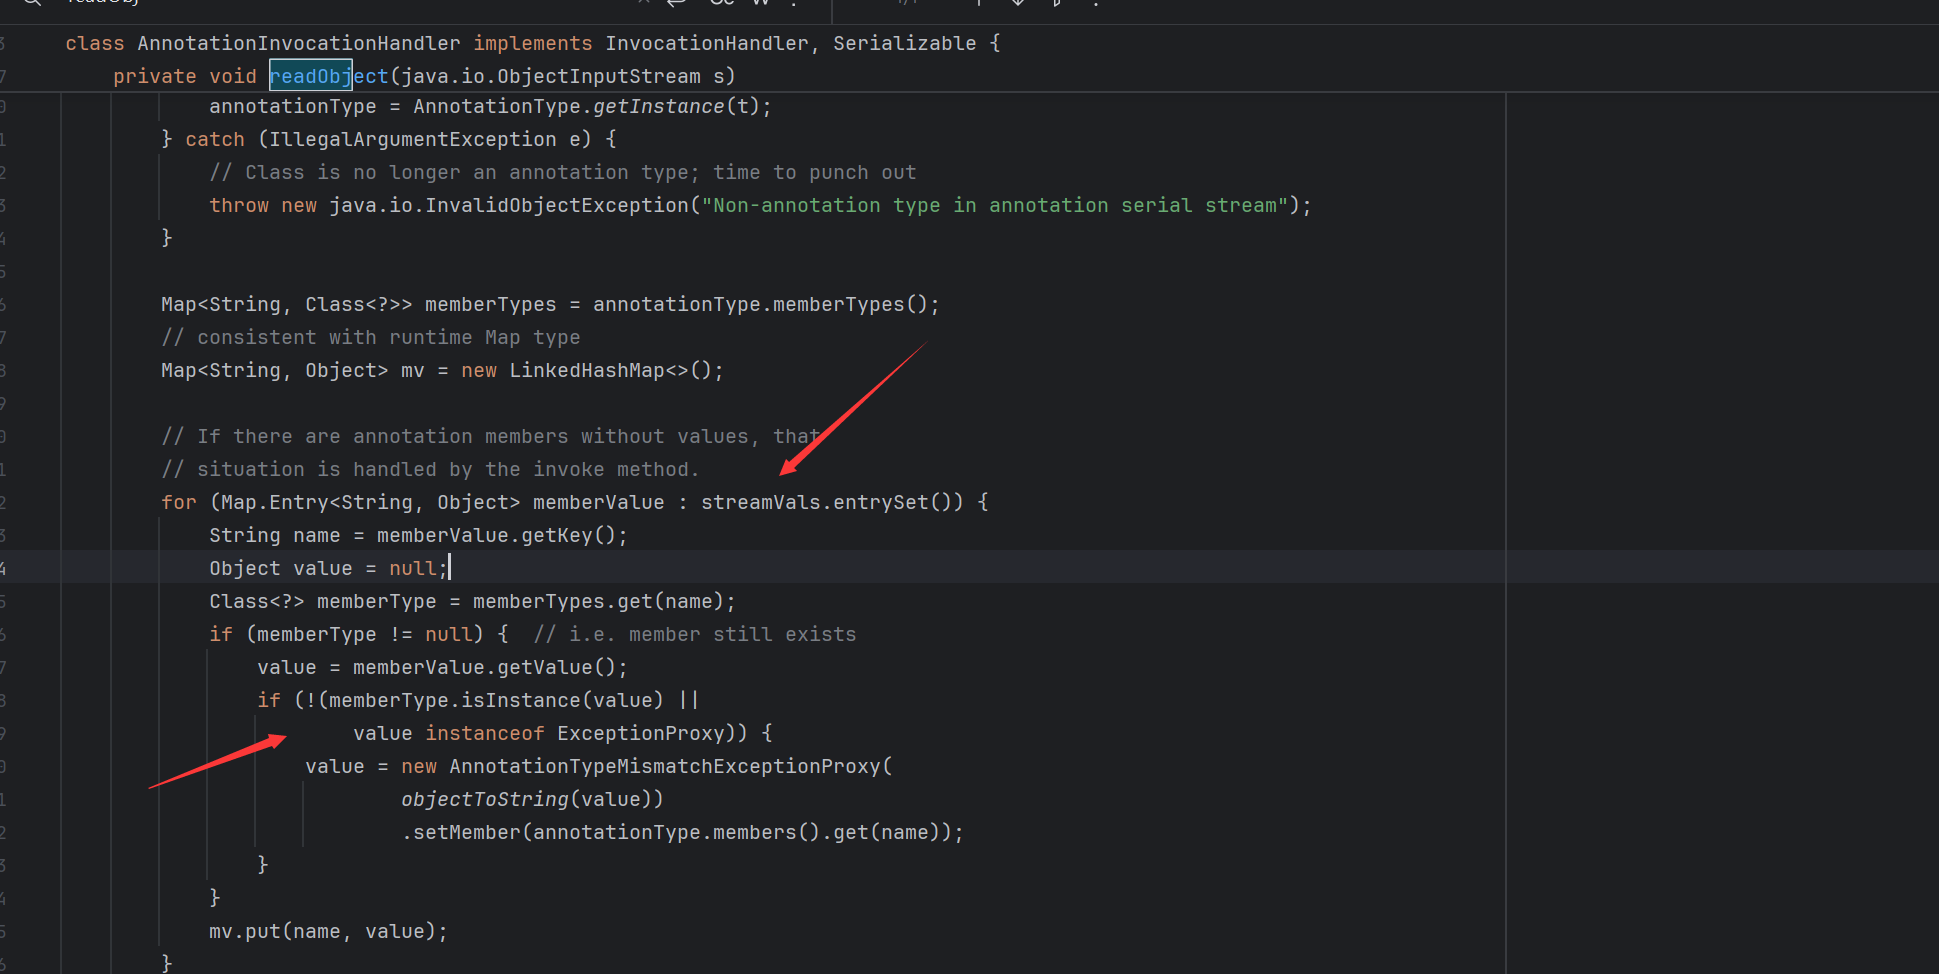 class AnnotationInvocationHandler implements InvocationHandler, Serializable {
private void readObject(java.io.ObjectInputStream s)
annotationType = AnnotationType.getInstance(t);
} catch (IllegalArgumentException e) {
// Class is no longer an annotation type; time to punch out
throw new java.io.InvalidObjectException("Non-annotation type in annotation serial stream");
}
Map<String, Class<?>> memberTypes = annotationType.memberTypes();
// consistent with runtime Map type
Map<String, Object> mv = new LinkedHashMap<>();
// If there are annotation members without values, that
// situation is handled by the invoke method.
for (Map.Entry<String, Object> memberValue : streamVals.entrySet()) {
String name = memberValue.getKey();
Object value = null;
Class<?> memberType = memberTypes.get(name);
if (memberType != null) {  // i.e. member still exists
value = memberValue.getValue();
if (!(memberType.isInstance(value) ||
value instanceof ExceptionProxy)) {
value = new AnnotationTypeMismatchExceptionProxy(
objectToString(value))
.setMember(annotationType.members().get(name));
}
}
mv.put(name, value);
}